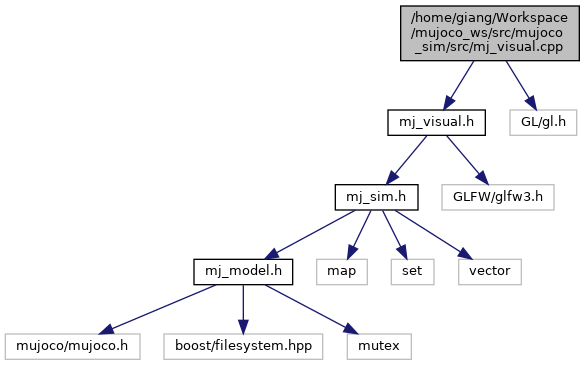 /home/giang/Workspace
/mujoco_ws/src/mujoco
_sim/src/mj_visual.cpp
mj_visual.h
GL/gl.h
mj_sim.h
GLFW/glfw3.h
mj_model.h
map
set
vector
mujoco/mujoco.h
boost/filesystem.hpp
mutex